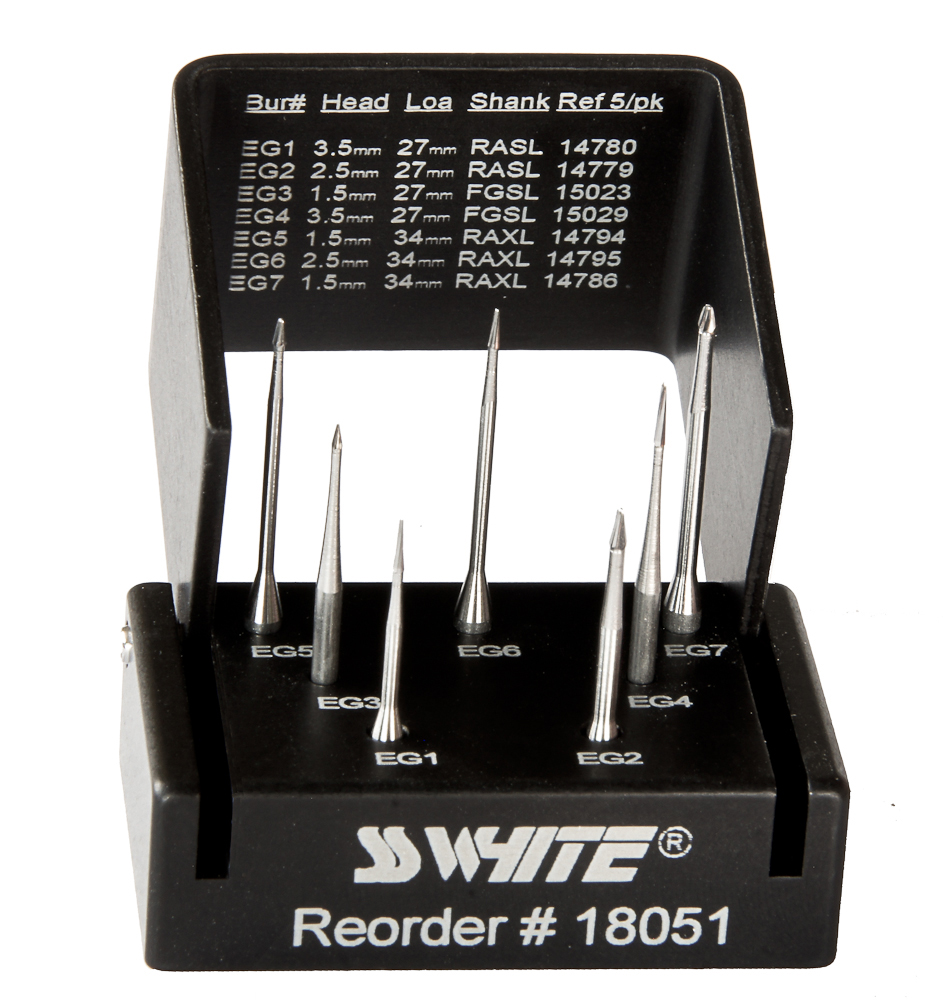 Bur# Head Loa Shank Ref 5/pk
EG1 3.5mm 27mm RASL 14780
EG2 2.5mm 27mm RASL 14779
EG3 1.5mm 27mm FGSL 15023
EG4 3.5mm 27mm FGSL 15029
EG5 1.5mm 34mm RAXL 14794
EG6 2.5mm 34mm RAXL 14795
EG7 1.5mm 34mm RAXL 14786
EG5 EG6 EG7
EG3 EG4
EG1 EG2
SSWHITE®
Reorder # 18051